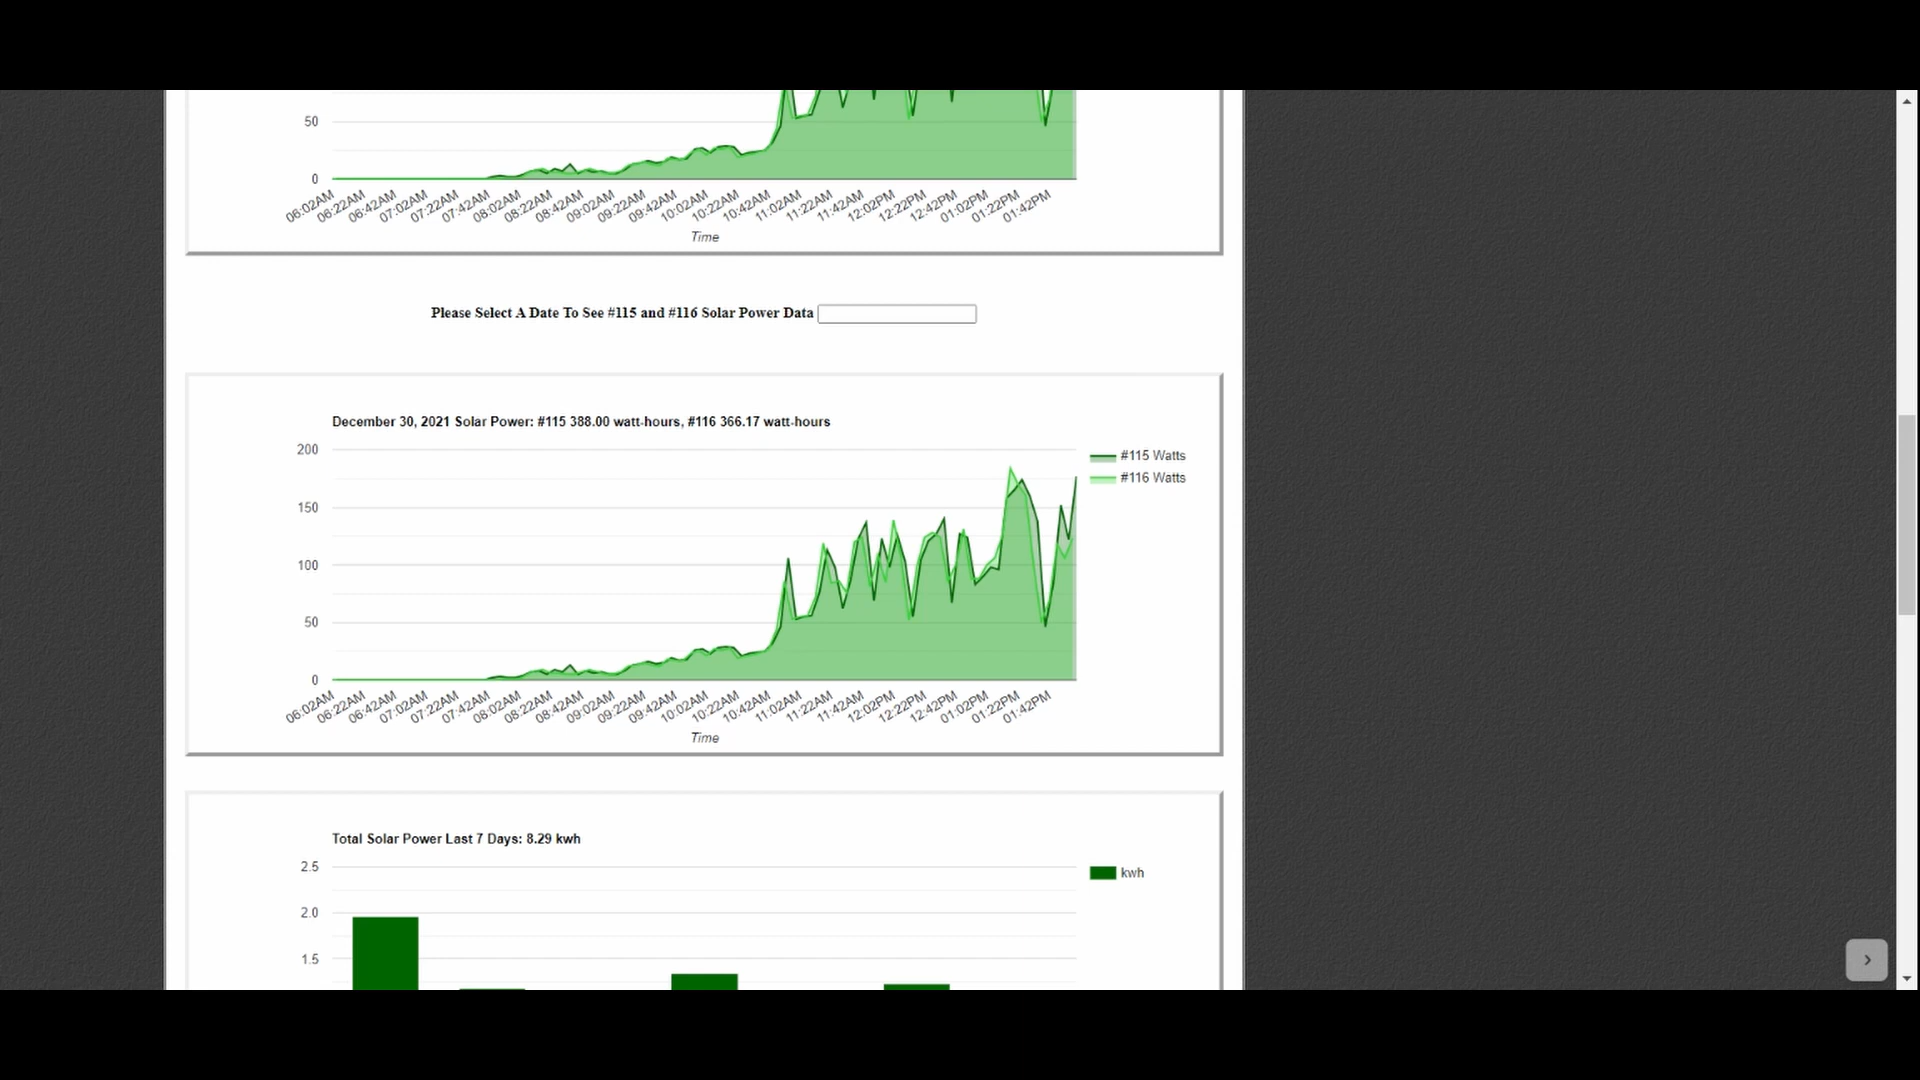 50
0
06:02AM 06:22AM 06:42AM 07:02AM 07:22AM 07:42AM 08:02AM 08:22AM 08:42AM 09:02AM 09:22AM 09:42AM 10:02AM 10:22AM 10:42AM 11:02AM 11:22AM 11:42AM 12:02PM 12:22PM 12:42PM 01:02PM 01:22PM 01:42PM
Time
Please Select A Date To See #115 and #116 Solar Power Data
December 30, 2021 Solar Power: #115 388.00 watt-hours, #116 366.17 watt-hours
200
#115 Watts
#116 Watts
150
100
50
0
06:02AM 06:22AM 06:42AM 07:02AM 07:22AM 07:42AM 08:02AM 08:22AM 08:42AM 09:02AM 09:22AM 09:42AM 10:02AM 10:22AM 10:42AM 11:02AM 11:22AM 11:42AM 12:02PM 12:22PM 12:42PM 01:02PM 01:22PM 01:42PM
Time
Total Solar Power Last 7 Days: 8.29 kwh
2.5
kwh
2.0
1.5